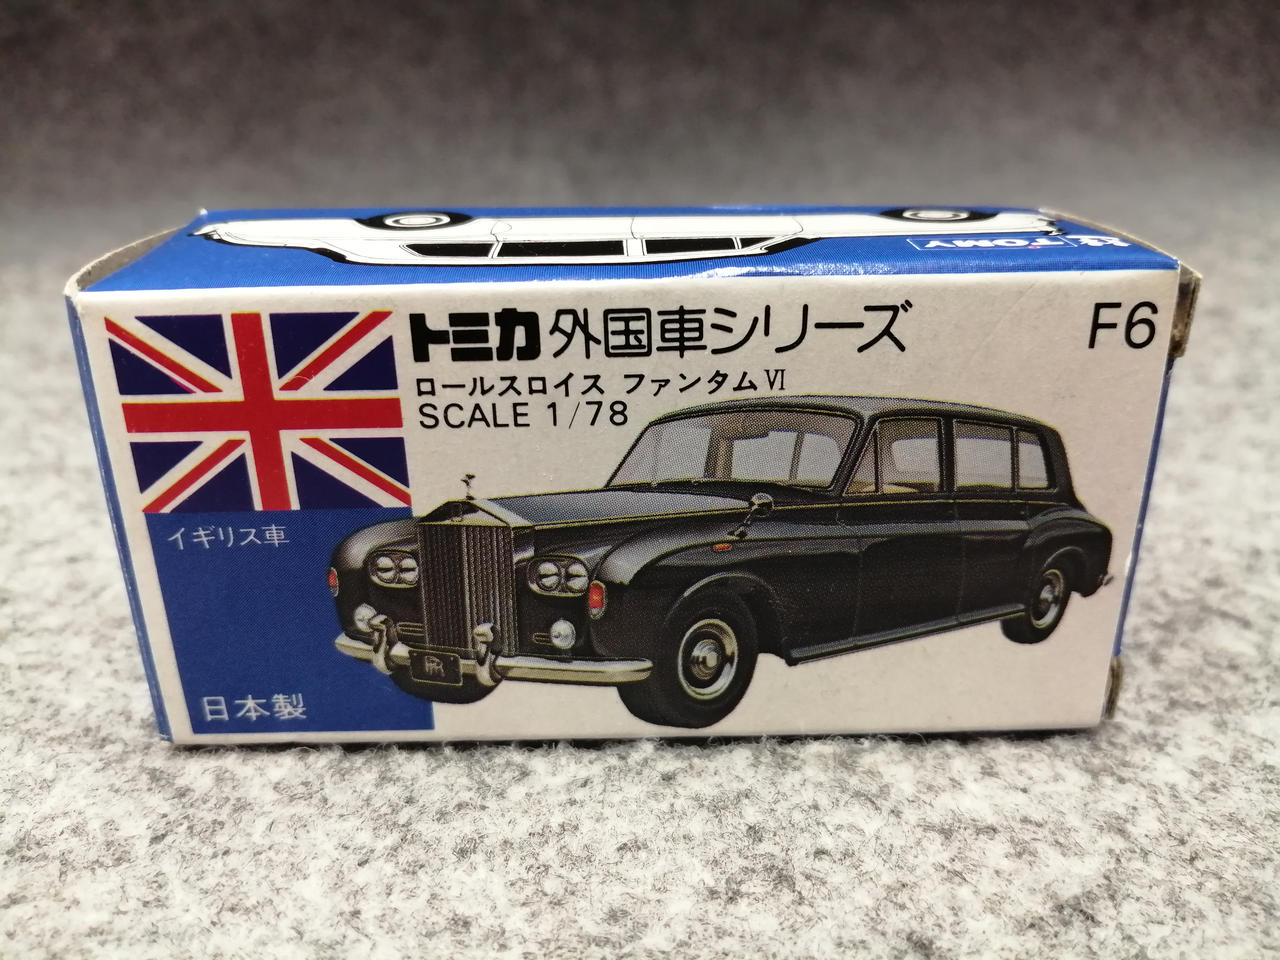 TOMY
トミカ 外国車シリーズ
F6
ロールスロイス ファンタムⅥ
SCALE 1/78
イギリス車
日本製